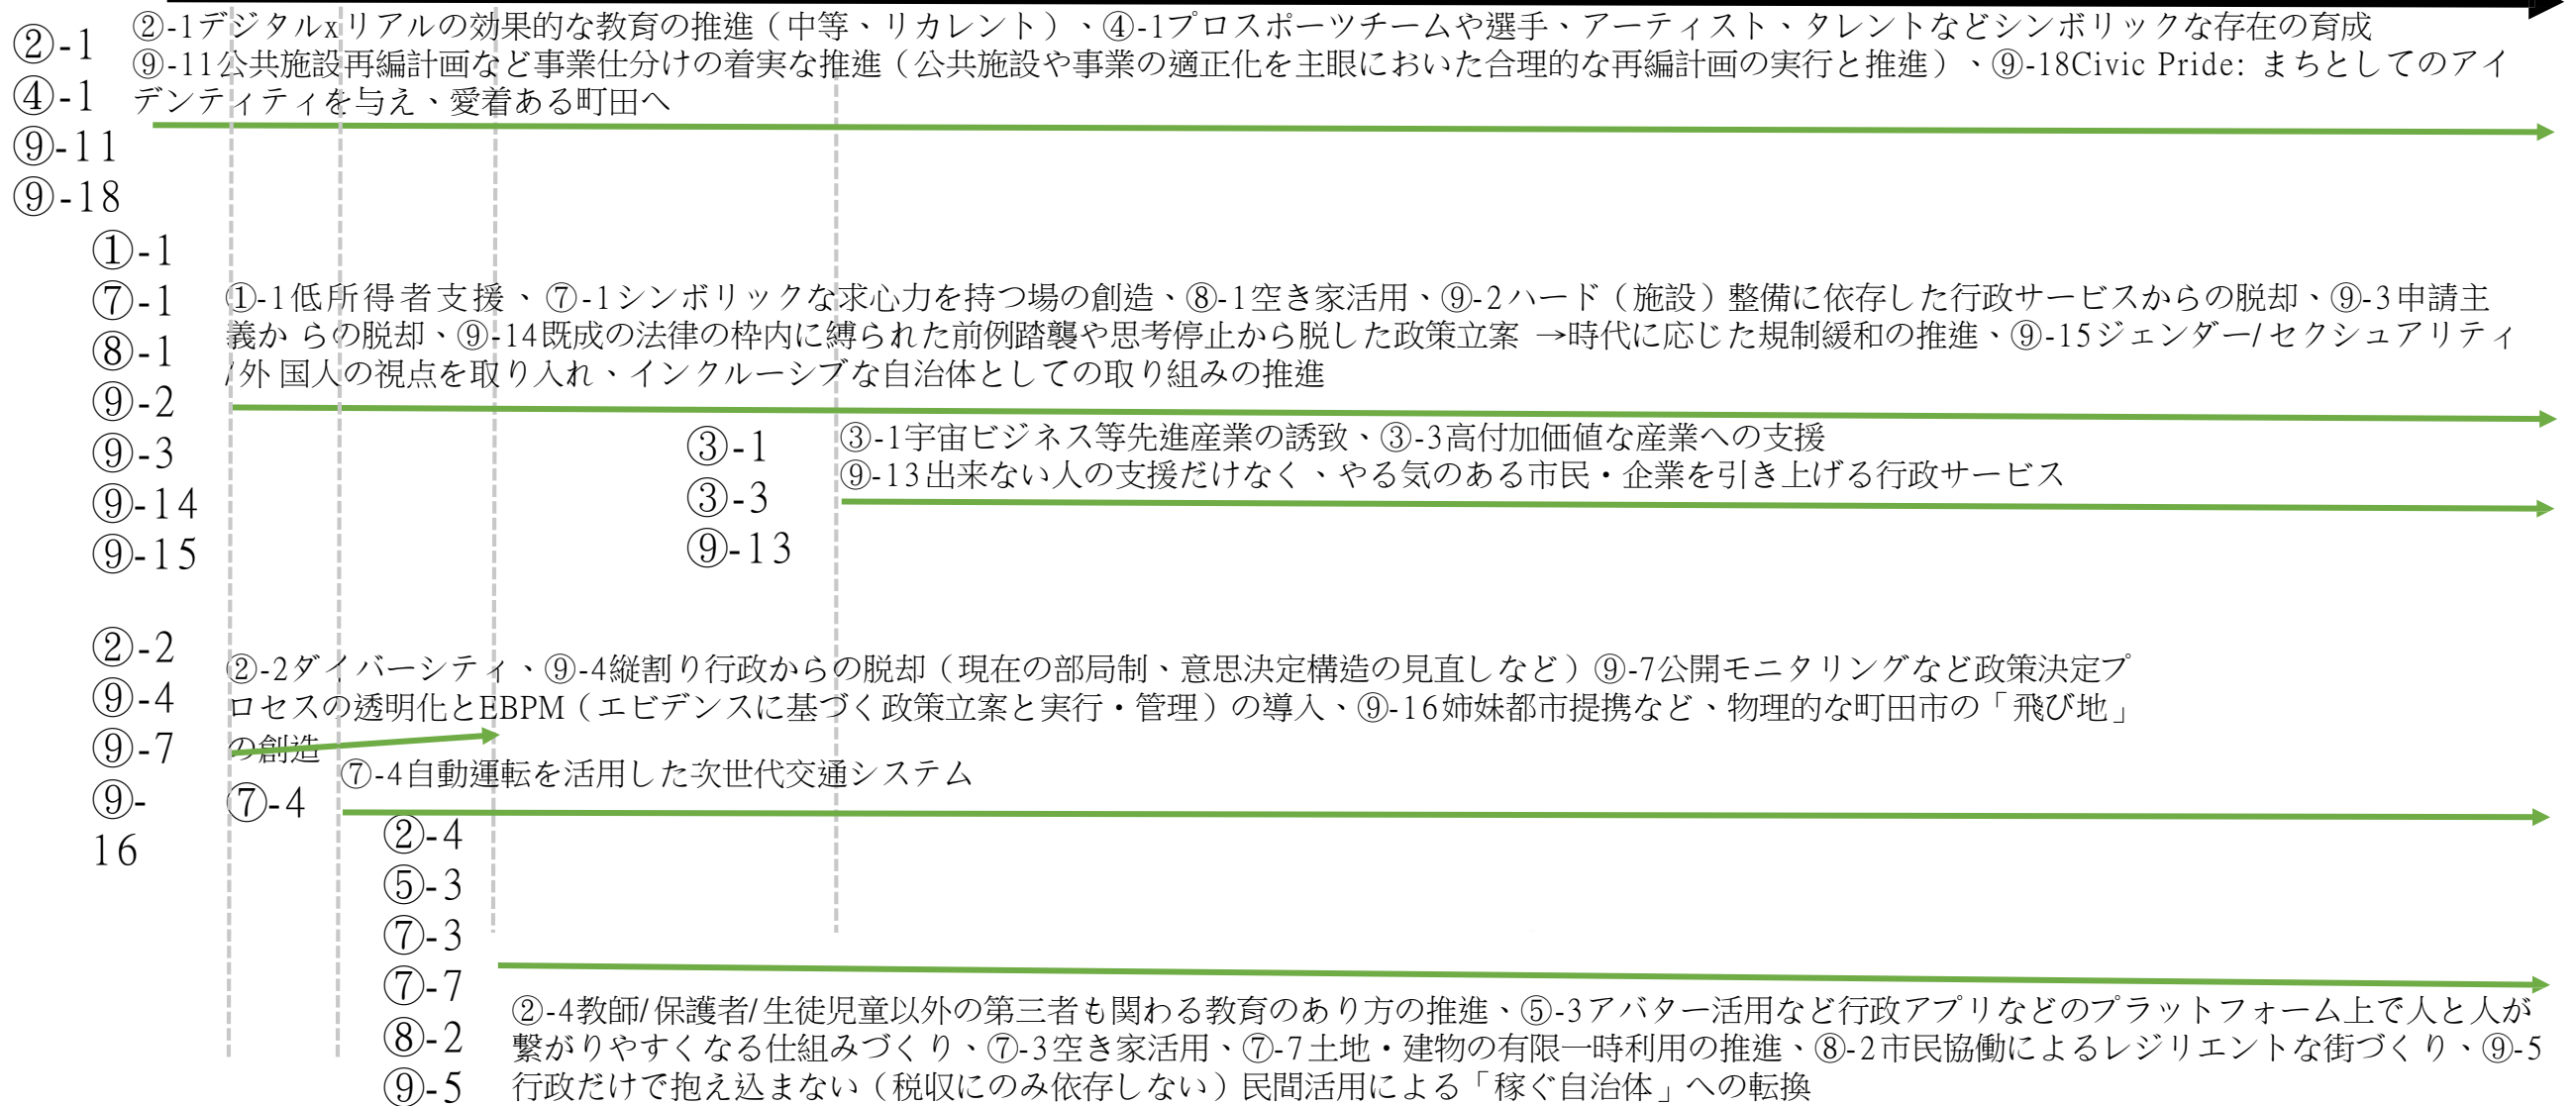 ②-1
④-1
⑨-11
⑨-18
②-1デジタルxリアルの効果的な教育の推進（中等、リカレント）、④-1プロスポーツチームや選手、アーティスト、タレントなどシンボリックな存在の育成
⑨-11公共施設再編計画など事業仕分けの着実な推進（公共施設や事業の適正化を主眼においた合理的な再編計画の実行と推進）、⑨-18Civic Pride: まちとしてのアイ
デンティティを与え、愛着ある町田へ
①-1
⑦-1
⑧-1
⑨-2
⑨-3
⑨-14
⑨-15
①-1低所得者支援、⑦-1シンボリックな求心力を持つ場の創造、⑧-1空き家活用、⑨-2ハード（施設）整備に依存した行政サービスからの脱却、⑨-3申請主
義か らの脱却、⑨-14既成の法律の枠内に縛られた前例踏襲や思考停止から脱した政策立案 →時代に応じた規制緩和の推進、⑨-15ジェンダー/セクシュアリティ
/外 国人の視点を取り入れ、インクルーシブな自治体としての取り組みの推進
③-1
③-3
⑨-13
③-1宇宙ビジネス等先進産業の誘致、③-3高付加価値な産業への支援
⑨-13出来ない人の支援だけなく、やる気のある市民・企業を引き上げる行政サービス
②-2
⑨-4
⑨-7
⑨-
16
②-2ダイバーシティ、⑨-4縦割り行政からの脱却（現在の部局制、意思決定構造の見直しなど）⑨-7公開モニタリングなど政策決定プ
ロセスの透明化とEBPM（エビデンスに基づく政策立案と実行・管理）の導入、⑨-16姉妹都市提携など、物理的な町田市の「飛び地」
の創造
⑦-4
⑦-4自動運転を活用した次世代交通システム
②-4
⑤-3
⑦-3
⑦-7
⑧-2
⑨-5
②-4教師/保護者/生徒児童以外の第三者も関わる教育のあり方の推進、⑤-3アバター活用など行政アプリなどのプラットフォーム上で人と人が
繋がりやすくなる仕組みづくり、⑦-3空き家活用、⑦-7土地・建物の有限一時利用の推進、⑧-2市民協働によるレジリエントな街づくり、⑨-5
行政だけで抱え込まない（税収にのみ依存しない）民間活用による「稼ぐ自治体」への転換